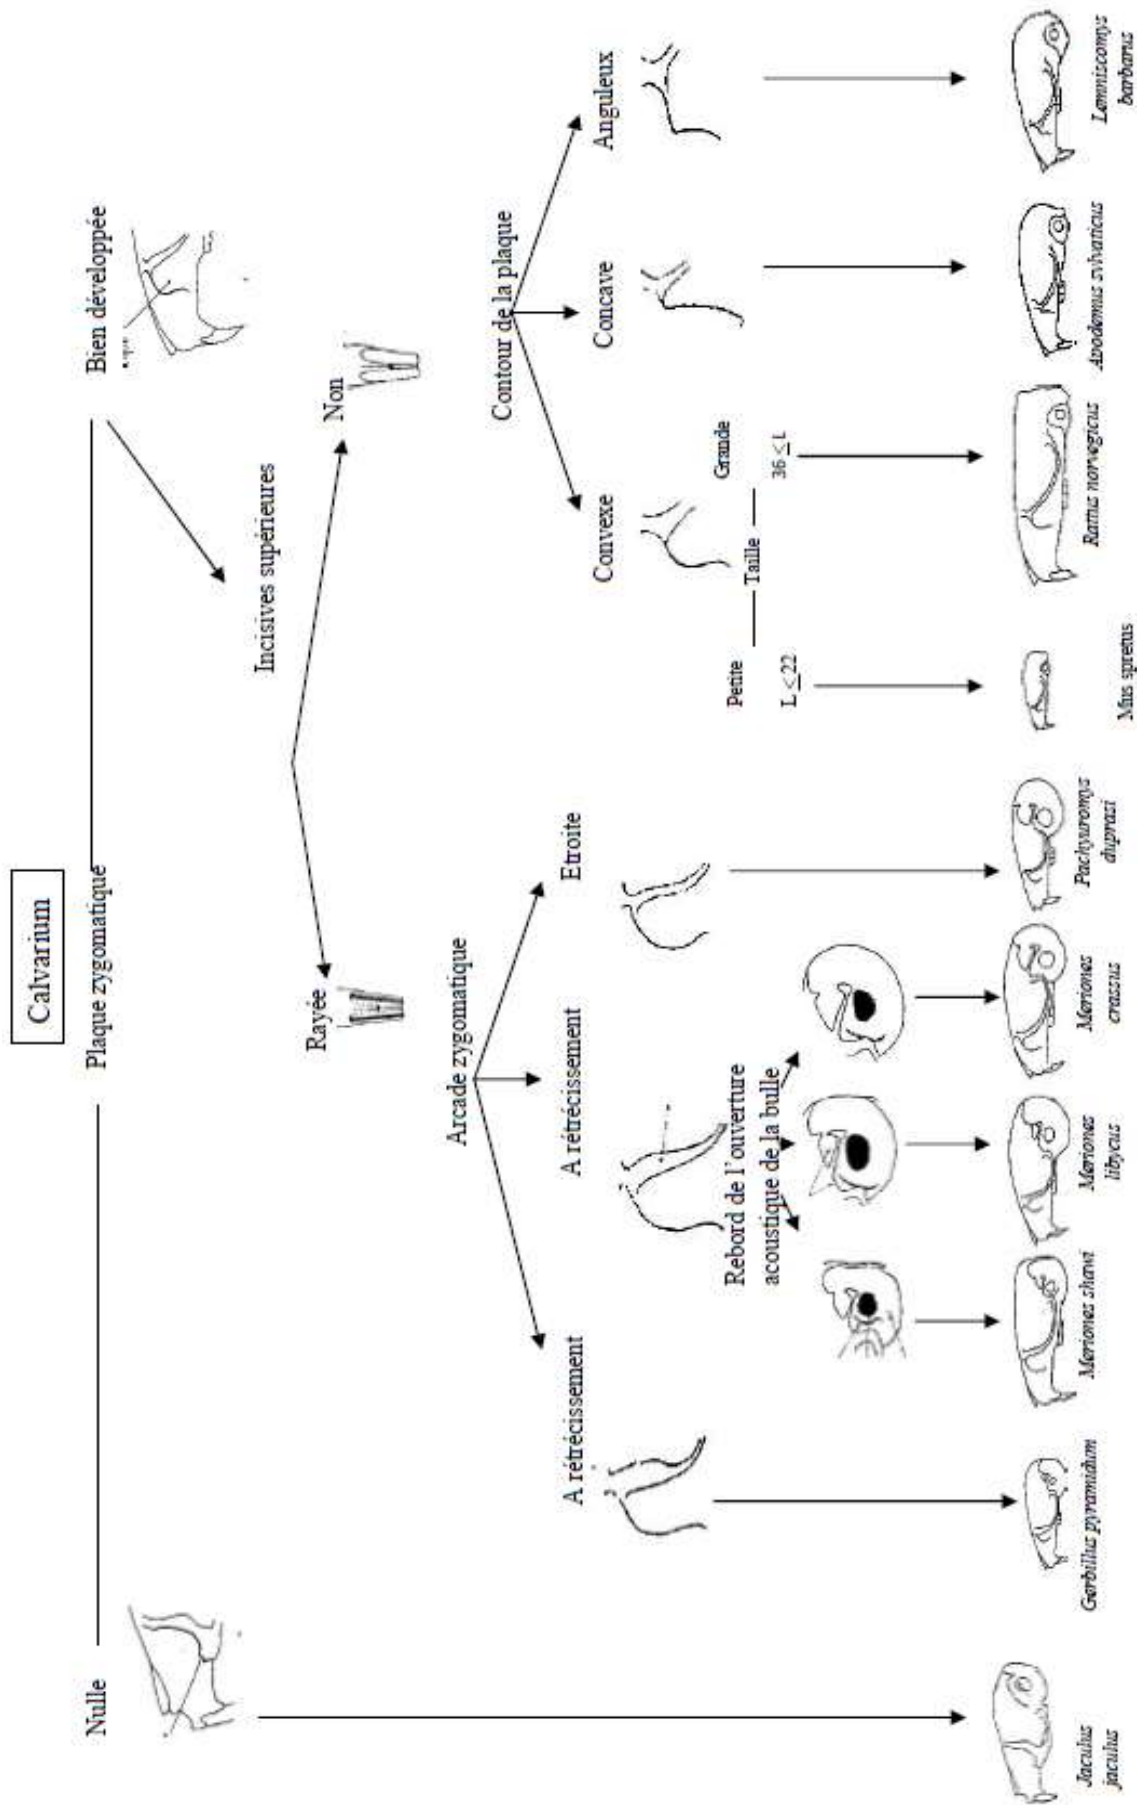 Calvarium
Nulle
Plaque zygomatique
Bien développée
Incisives supérieures
Rayée
Non
Arcade zygomatique
Contour de la plaque
A rétrécissement
A rétrécissement
Etroite
Convexe
Concave
Anguleux
Rebord de l'ouverture
acoustique de la bulle
Petite
Taille
Grande
L ≤ 22
36 ≤ L
Jaculus
jaculus
Gerbillus pyramidum
Meriones shawi
Meriones
libycus
Meriones
crassus
Pachyuromys
duprasi
Mus spretus
Rattus norvegicus
Apodemus sylvaticus
Lemniscomys
barbarus